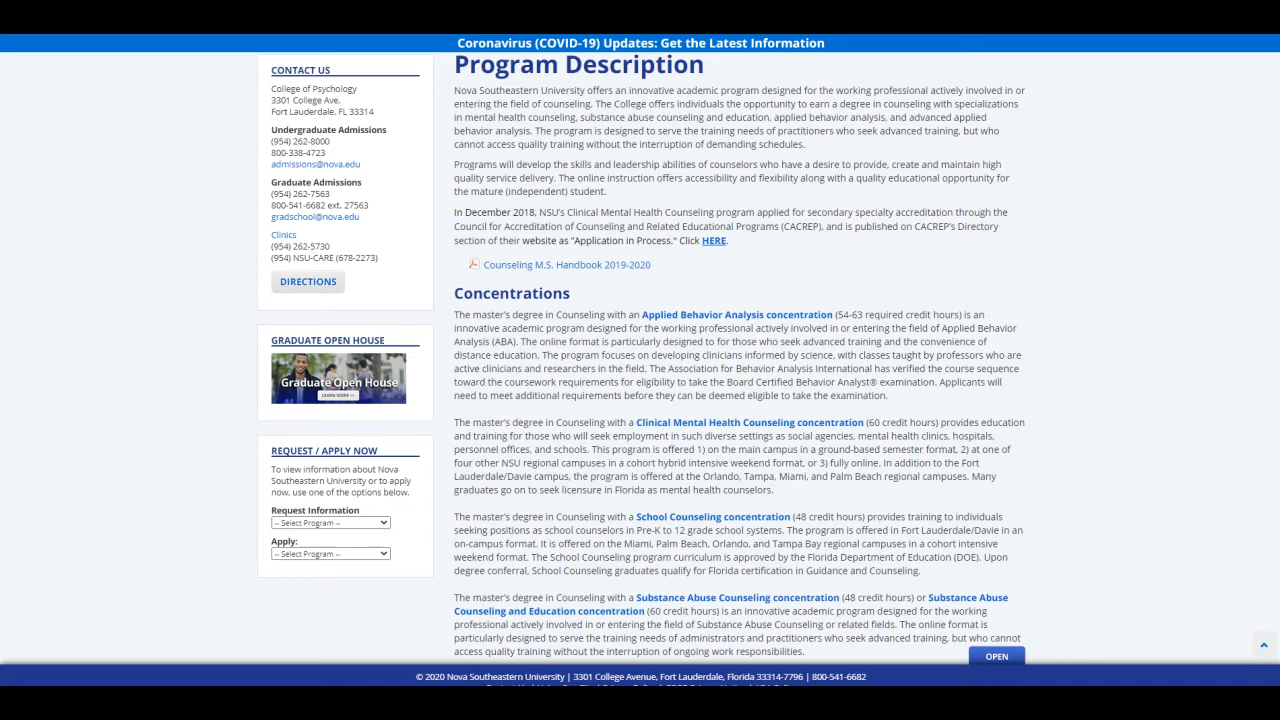 Coronavirus (COVID-19) Updates: Get the Latest Information
CONTACT US
College of Psychology
3301 College Ave.
Fort Lauderdale, FL 33314
Undergraduate Admissions
(954) 262-8000
800-338-4723
admissions@nova.edu
Graduate Admissions
(954) 262-7563
800-541-6682 ext. 27563
gradschool@nova.edu
Clinics
(954) 262-5730
(954) NSU-CARE (678-2273)
DIRECTIONS
GRADUATE OPEN HOUSE
Graduate Open House
LEARN MORE >>
REQUEST / APPLY NOW
To view information about Nova
Southeastern University or to apply
now, use one of the options below.
Request Information
-- Select Program --
Apply:
-- Select Program --
Program Description
Nova Southeastern University offers an innovative academic program designed for the working professional actively involved in or
entering the field of counseling. The College offers individuals the opportunity to earn a degree in counseling with specializations
in mental health counseling, substance abuse counseling and education, applied behavior analysis, and advanced applied
behavior analysis. The program is designed to serve the training needs of practitioners who seek advanced training, but who
cannot access quality training without the interruption of demanding schedules.
Programs will develop the skills and leadership abilities of counselors who have a desire to provide, create and maintain high
quality service delivery. The online instruction offers accessibility and flexibility along with a quality educational opportunity for
the mature (independent) student.
In December 2018, NSU's Clinical Mental Health Counseling program applied for secondary specialty accreditation through the
Council for Accreditation of Counseling and Related Educational Programs (CACREP), and is published on CACREP's Directory
section of their website as "Application in Process." Click HERE.
Counseling M.S. Handbook 2019-2020
Concentrations
The master's degree in Counseling with an Applied Behavior Analysis concentration (54-63 required credit hours) is an
innovative academic program designed for the working professional actively involved in or entering the field of Applied Behavior
Analysis (ABA). The online format is particularly designed to for those who seek advanced training and the convenience of
distance education. The program focuses on developing clinicians informed by science, with classes taught by professors who are
active clinicians and researchers in the field. The Association for Behavior Analysis International has verified the course sequence
toward the coursework requirements for eligibility to take the Board Certified Behavior Analyst® examination. Applicants will
need to meet additional requirements before they can be deemed eligible to take the examination.
The master's degree in Counseling with a Clinical Mental Health Counseling concentration (60 credit hours) provides education
and training for those who will seek employment in such diverse settings as social agencies, mental health clinics, hospitals,
personnel offices, and schools. This program is offered 1) on the main campus in a ground-based semester format, 2) at one of
four other NSU regional campuses in a cohort hybrid intensive weekend format, or 3) fully online. In addition to the Fort
Lauderdale/Davie campus, the program is offered at the Orlando, Tampa, Miami, and Palm Beach regional campuses. Many
graduates go on to seek licensure in Florida as mental health counselors.
The master's degree in Counseling with a School Counseling concentration (48 credit hours) provides training to individuals
seeking positions as school counselors in Pre-K to 12 grade school systems. The program is offered in Fort Lauderdale/Davie in an
on-campus format. It is offered on the Miami, Palm Beach, Orlando, and Tampa Bay regional campuses in a cohort intensive
weekend format. The School Counseling program curriculum is approved by the Florida Department of Education (DOE). Upon
degree conferral, School Counseling graduates qualify for Florida certification in Guidance and Counseling.
The master's degree in Counseling with a Substance Abuse Counseling concentration (48 credit hours) or Substance Abuse
Counseling and Education concentration (60 credit hours) is an innovative academic program designed for the working
professional actively involved in or entering the field of Substance Abuse Counseling or related fields. The online format is
particularly designed to serve the training needs of administrators and practitioners who seek advanced training, but who cannot
access quality training without the interruption of ongoing work responsibilities.
OPEN
© 2020 Nova Southeastern University | 3301 College Avenue, Fort Lauderdale, Florida 33314-7796 | 800-541-6682